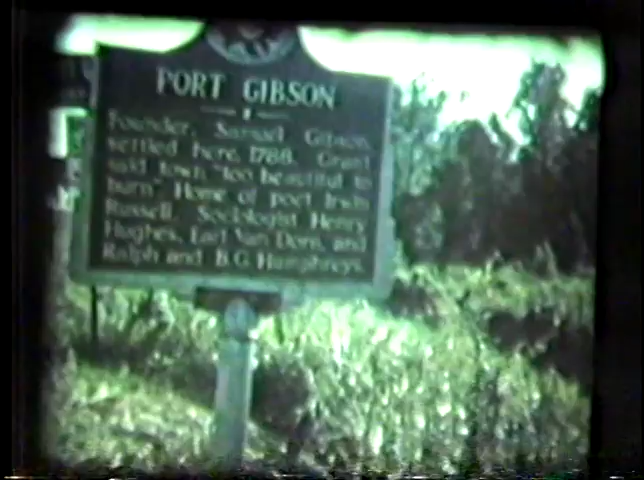 PORT GIBSON
Founder, Samuel Gibson,
settled here, 1788. Grant
said town "too beautiful to
burn" Home of poet Irwin
Russell, Sociologist Henry
Hughes, Earl Van Dorn, and
Ralph and B.G. Humphreys.